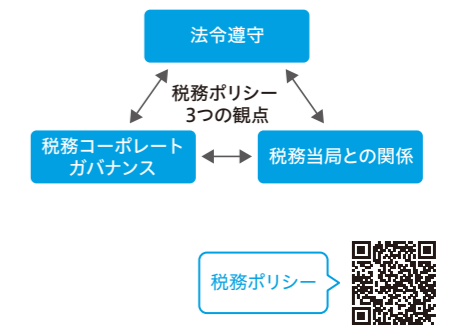 法令遵守
税務ポリシー
3つの観点
税務コーポレート
ガバナンス
税務当局との関係
税務ポリシー